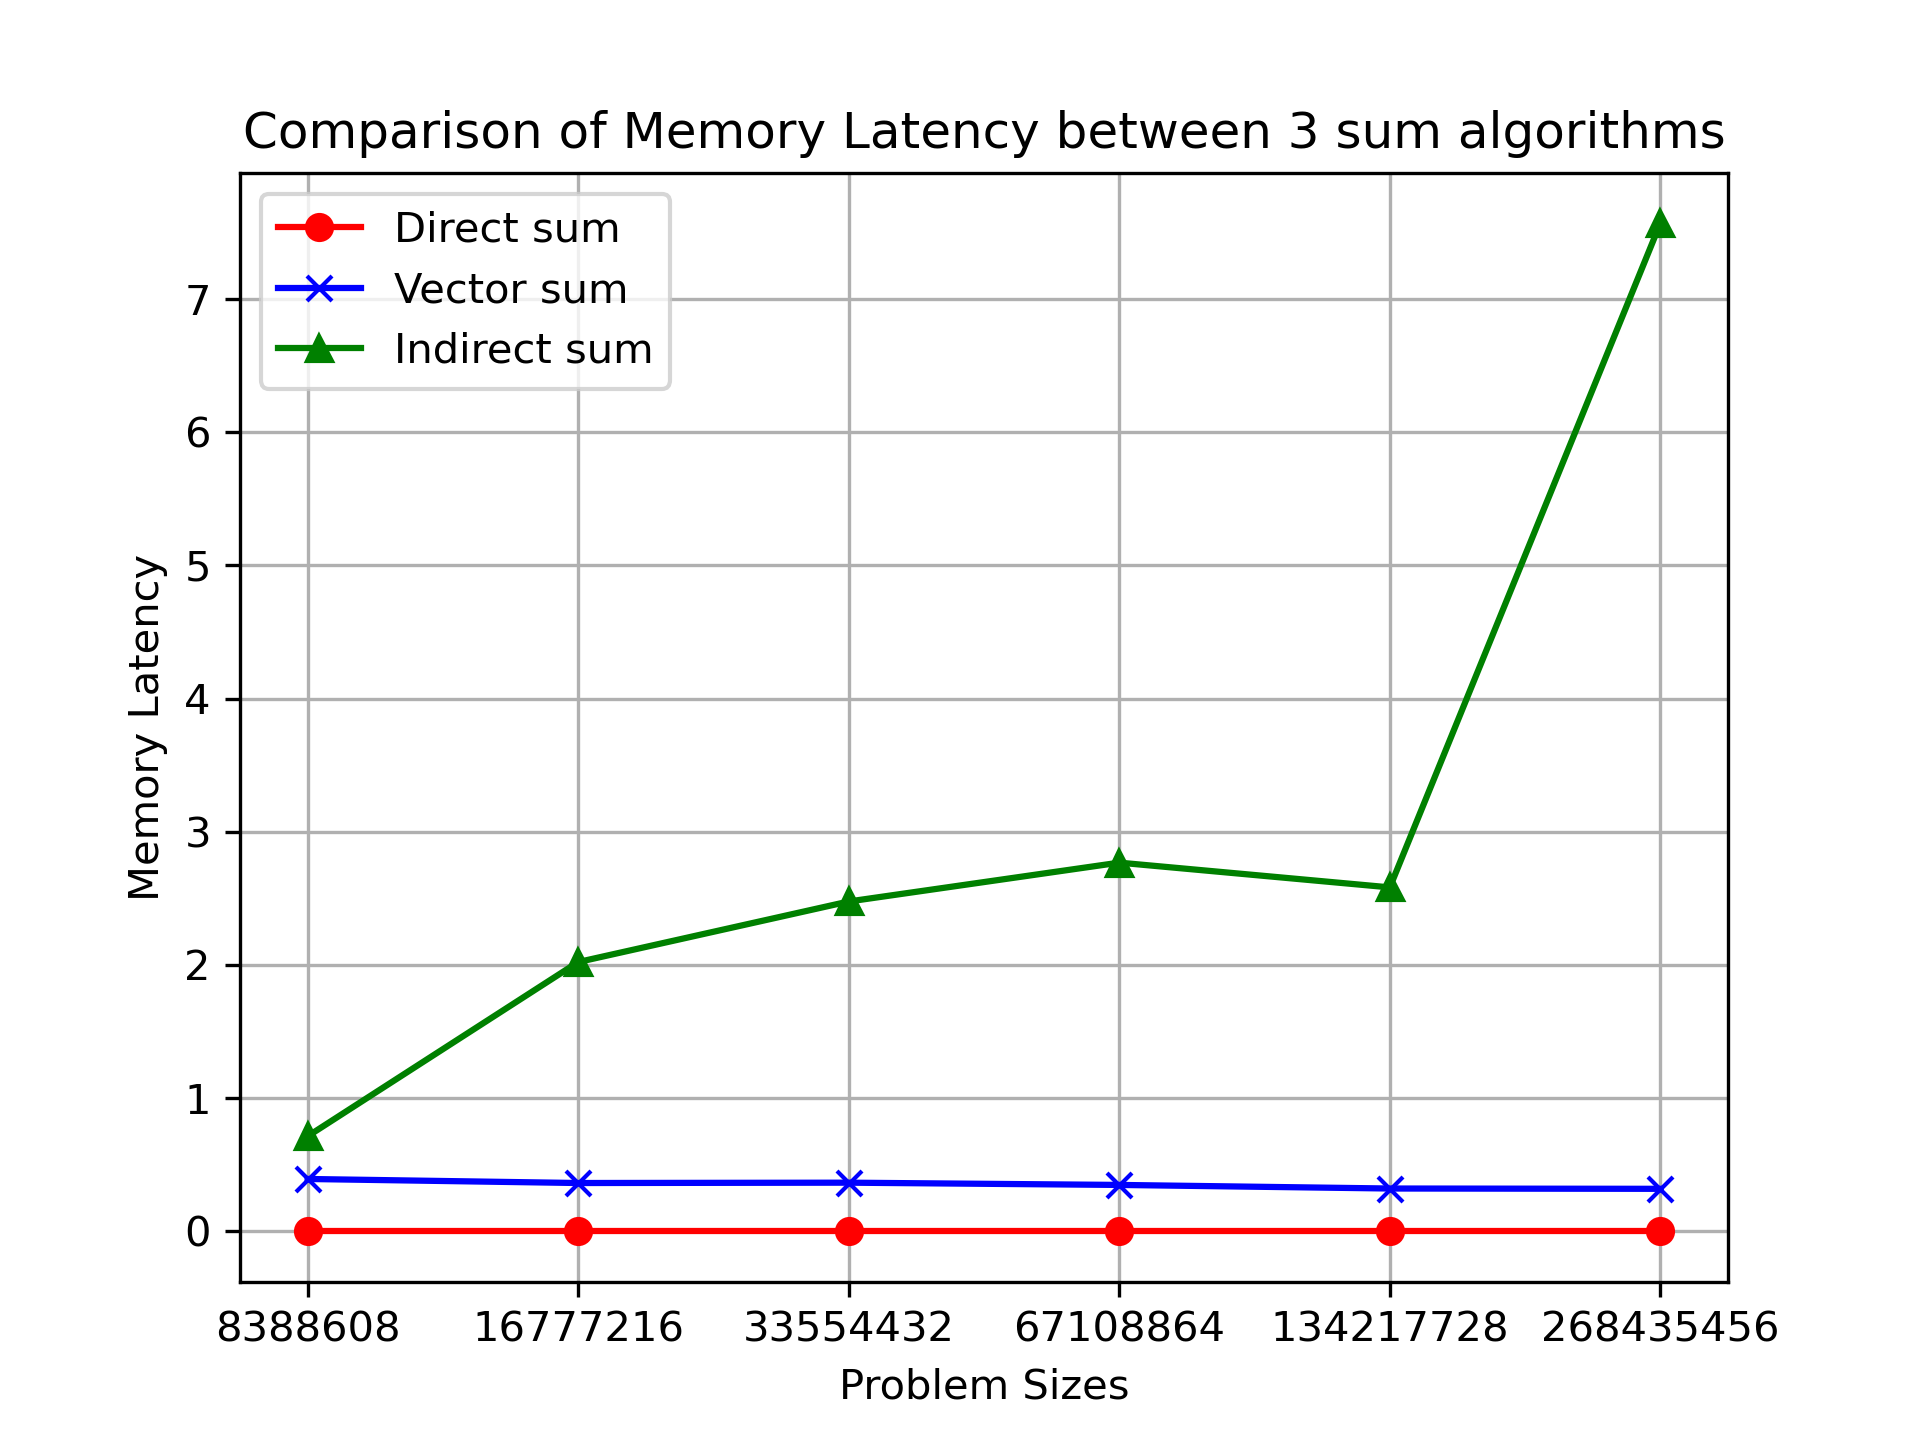 Comparison of Memory Latency between 3 sum algorithms
Direct sum
Vector sum
Indirect sum
7
6
5
4
3
2
1
0
Memory Latency
8388608 16777216 33554432 67108864 134217728 268435456
Problem Sizes